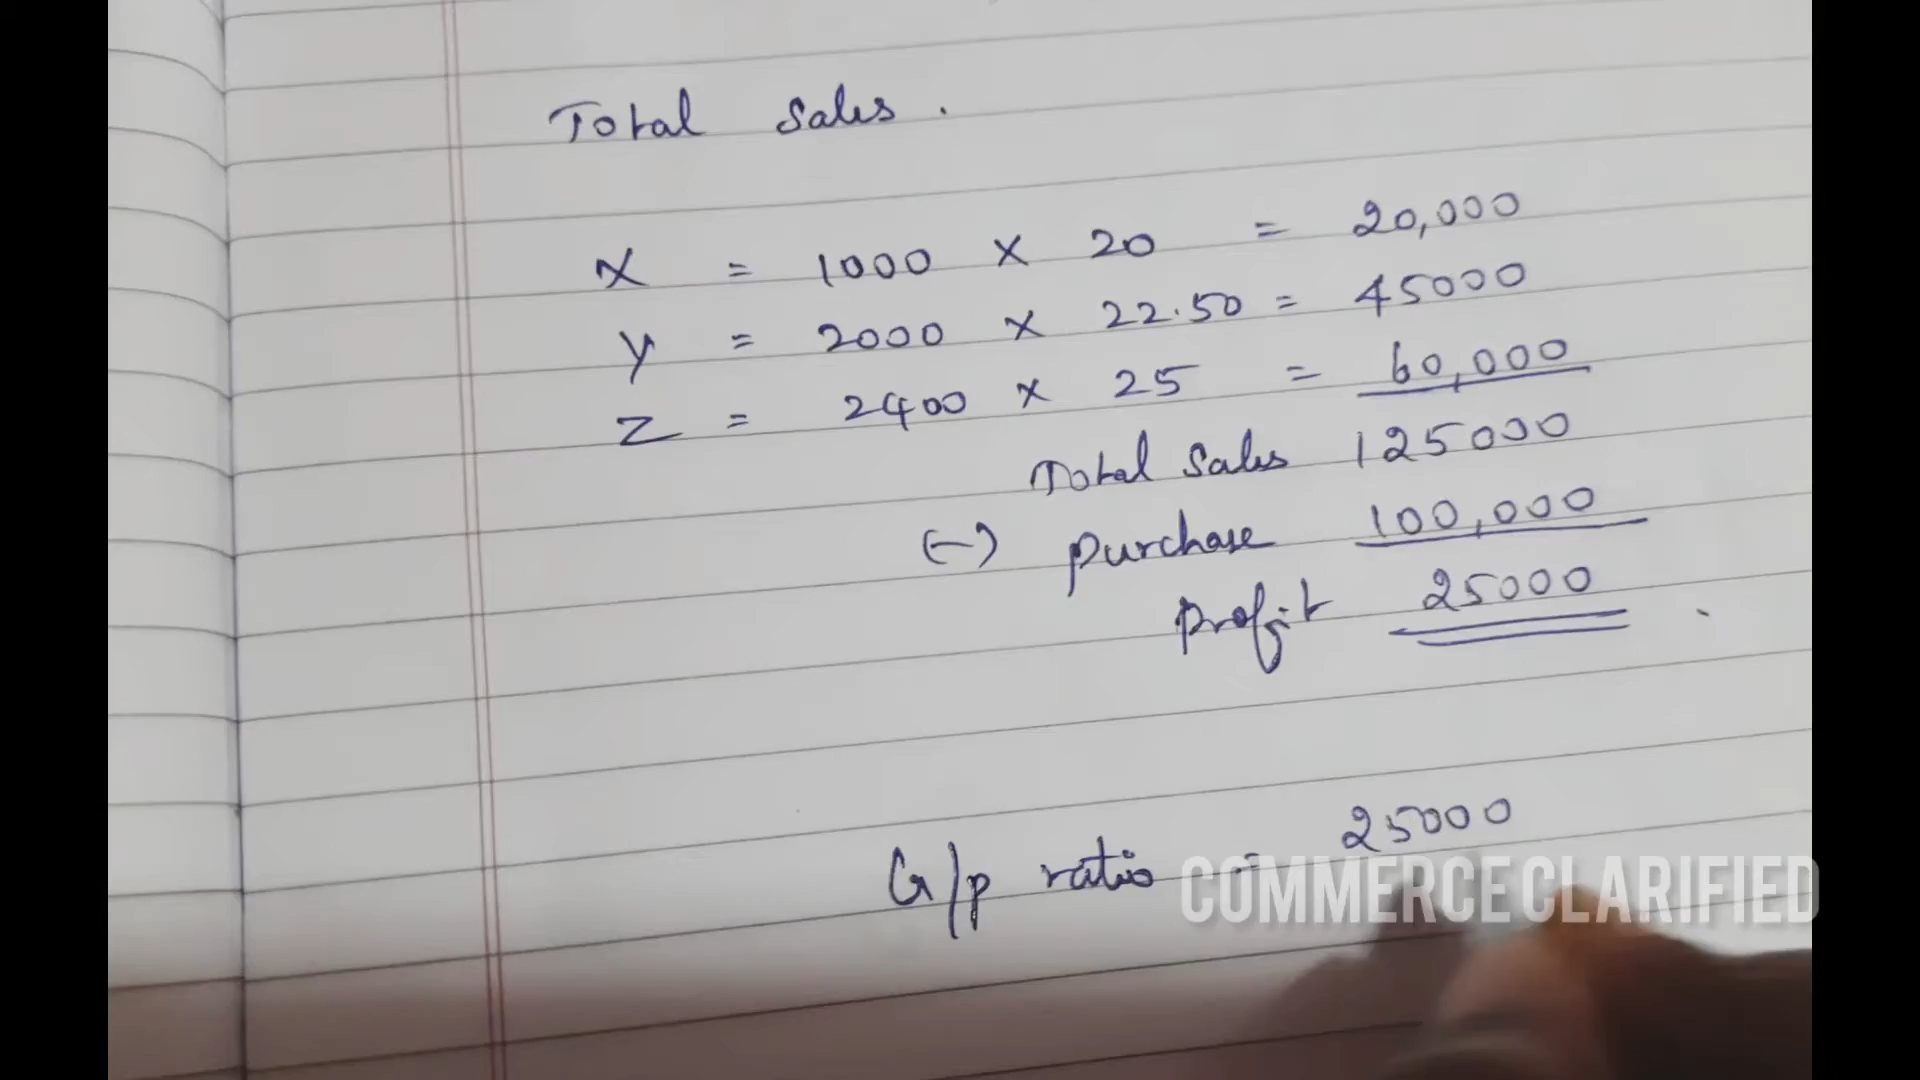 Total Sales.
X = 1000 X 20 = 20,000
y = 2000 X 22.50 = 45000
Z = 2400 X 25 = 60,000
Total Sales 125000
(-) Purchase 100,000
Profit 25000
G/p ratio = 25000
COMMERCE CLARIFIED